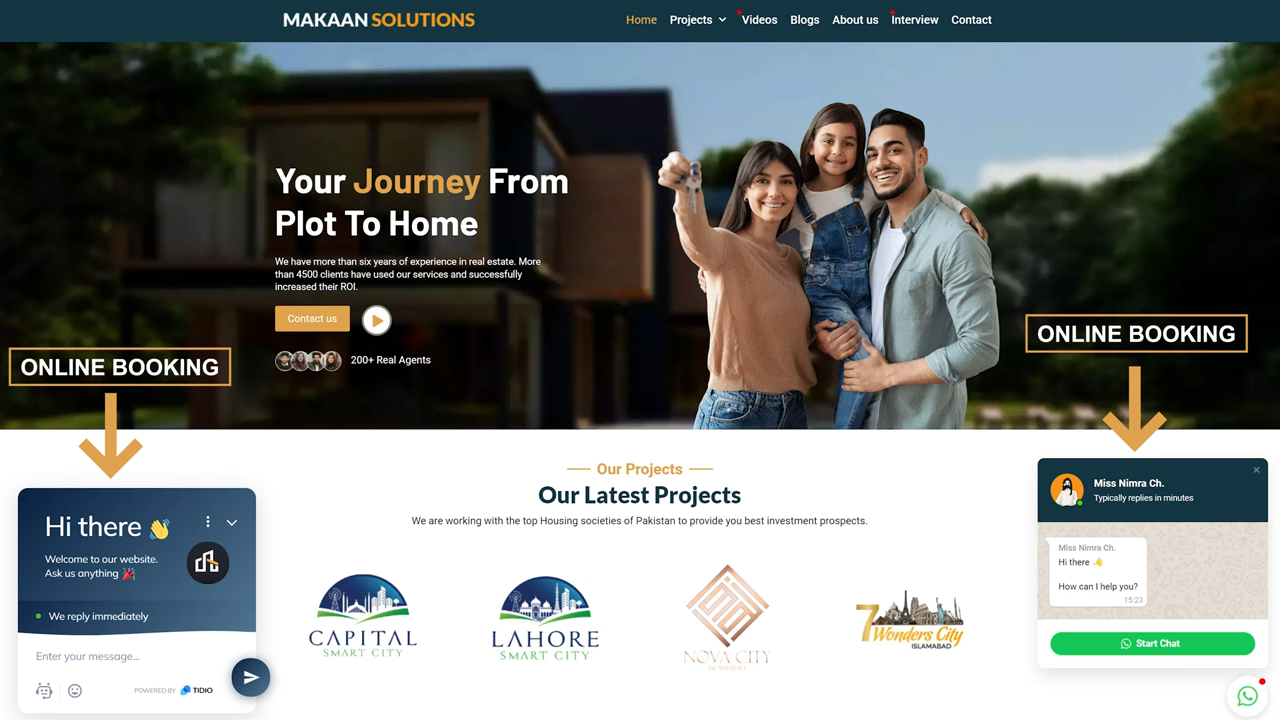 MAKAAN SOLUTIONS
Home Projects Videos Blogs About us Interview Contact
Your Journey From
Plot To Home
We have more than six years of experience in real estate. More
than 4500 clients have used our services and successfully
increased their ROI.
Contact us
200+ Real Agents
ONLINE BOOKING
ONLINE BOOKING
Hi there 👋
Welcome to our website.
Ask us anything 🎉
We reply immediately
Enter your message...
POWERED BY TIDIO
Our Projects
Our Latest Projects
We are working with the top Housing societies of Pakistan to provide you best investment prospects.
CAPITAL
SMART CITY
LAHORE
SMART CITY
NOVA CITY
ISLAMABAD
7 Wonders City
ISLAMABAD
Miss Nimra Ch.
Typically replies in minutes
Miss Nimra Ch.
Hi there 👋
How can I help you?
15:23
Start Chat